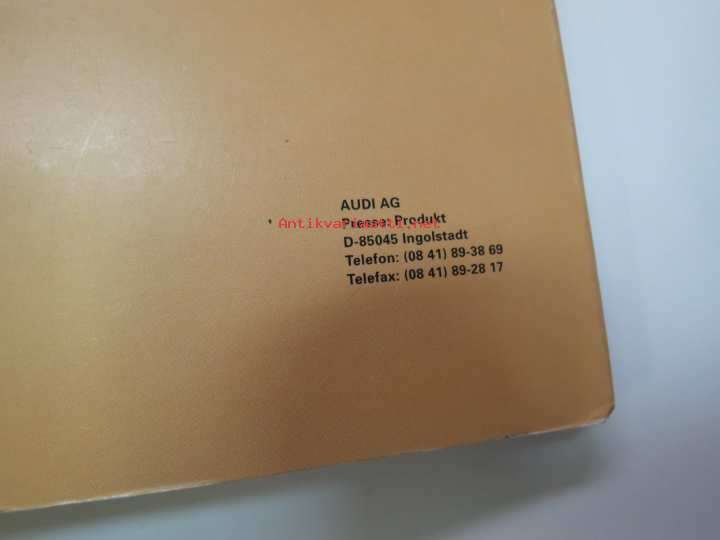 AUDI AG
Presse: Produkt
D-85045 Ingolstadt
Telefon: (08 41) 89-38 69
Telefax: (08 41) 89-28 17
Antikvariaatti.net